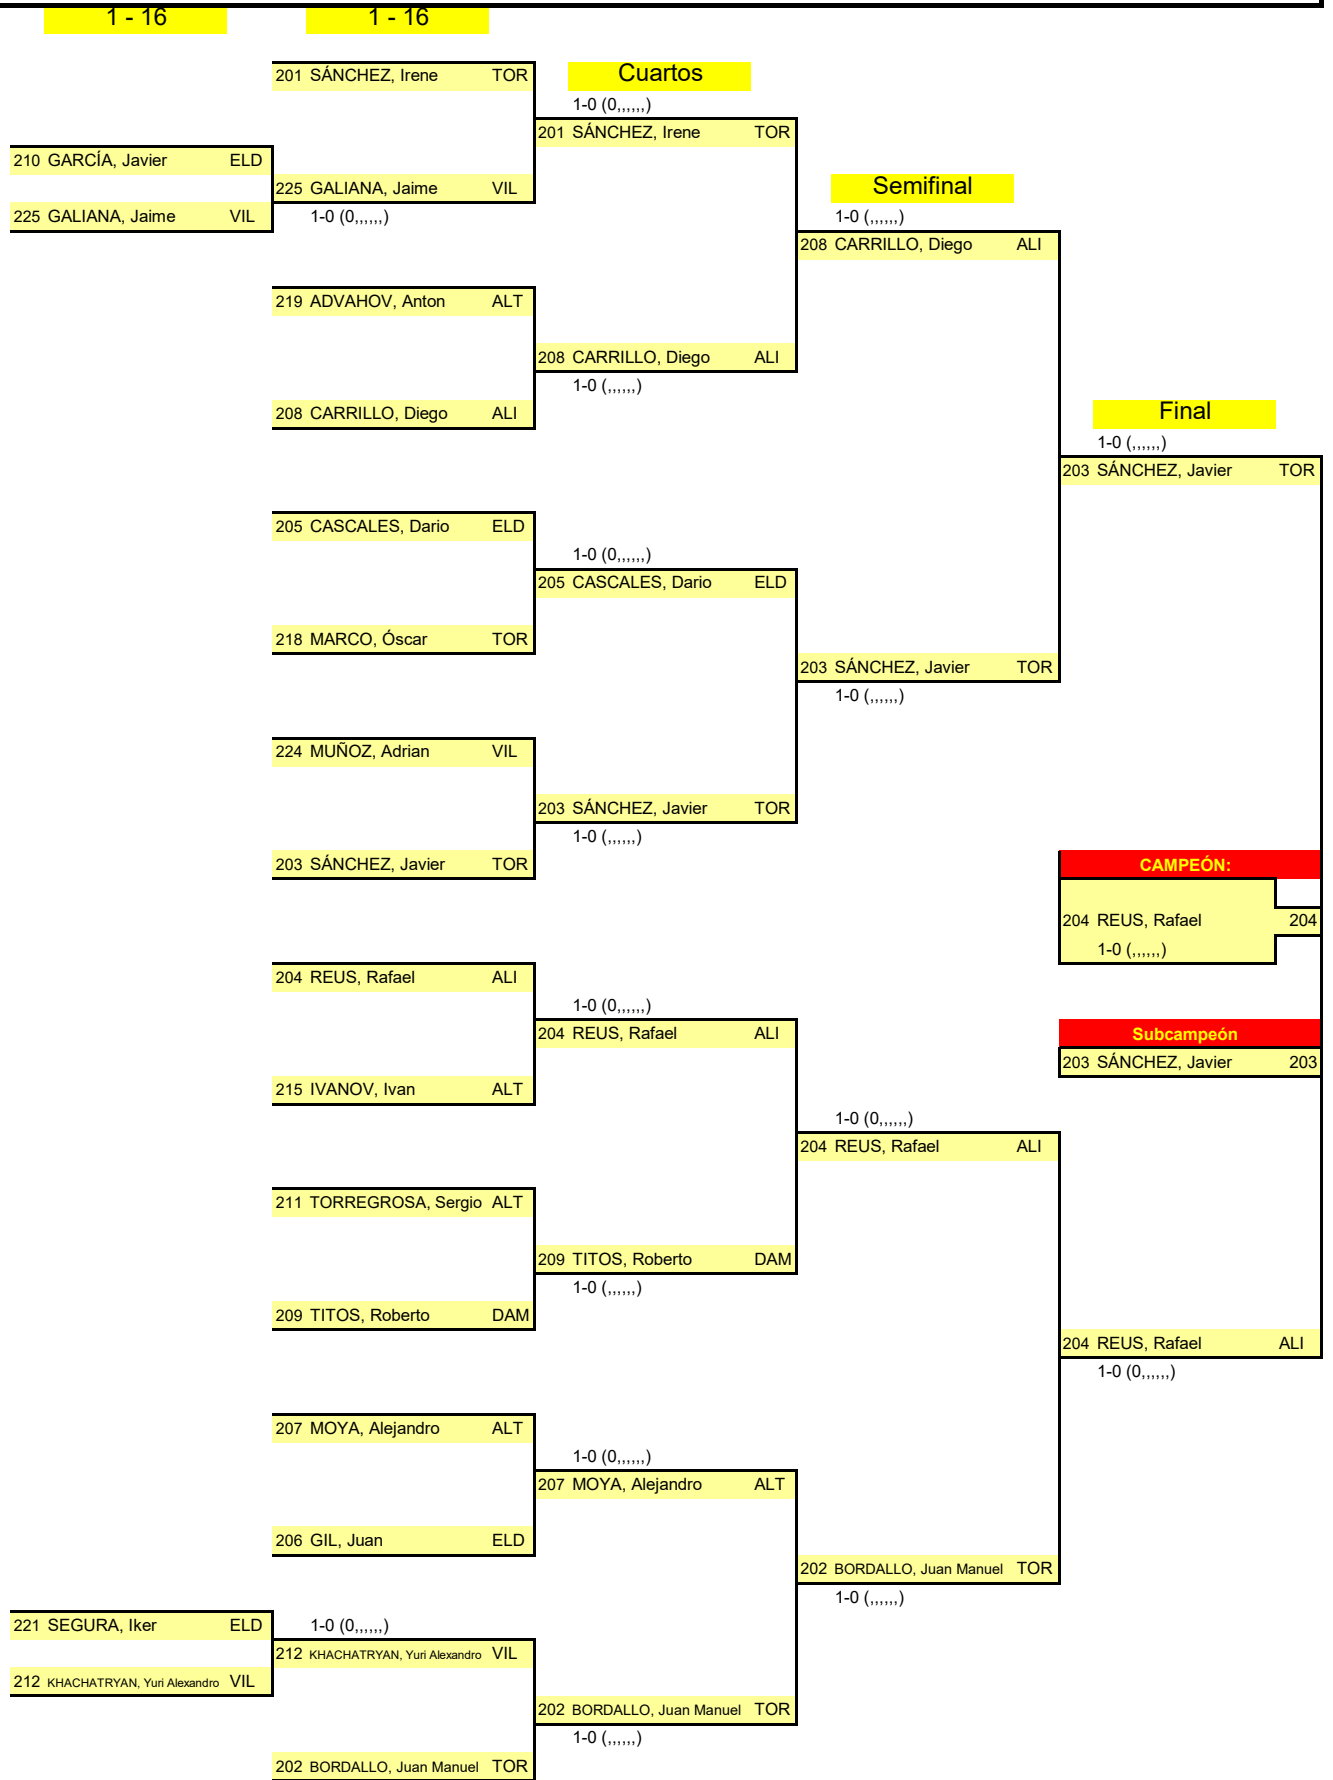 1 - 16 1 - 16
201 SÁNCHEZ, Irene TOR Cuartos
1-0 (0,,,,,,)
201 SÁNCHEZ, Irene TOR
210 GARCÍA, Javier ELD
225 GALIANA, Jaime VIL Semifinal
225 GALIANA, Jaime VIL 1-0 (0,,,,,,) 1-0 (,,,,,,)
208 CARRILLO, Diego ALI
219 ADVAHOV, Anton ALT
208 CARRILLO, Diego ALI
1-0 (,,,,,,)
208 CARRILLO, Diego ALI Final
1-0 (,,,,,,)
203 SÁNCHEZ, Javier TOR
205 CASCALES, Dario ELD
1-0 (0,,,,,,)
205 CASCALES, Dario ELD
218 MARCO, Óscar TOR
203 SÁNCHEZ, Javier TOR
1-0 (,,,,,,)
224 MUÑOZ, Adrian VIL
203 SÁNCHEZ, Javier TOR
1-0 (,,,,,,)
203 SÁNCHEZ, Javier TOR CAMPEÓN:
204 REUS, Rafael 204
1-0 (,,,,,,)
204 REUS, Rafael ALI
1-0 (0,,,,,,)
204 REUS, Rafael ALI Subcampeón
203 SÁNCHEZ, Javier 203
215 IVANOV, Ivan ALT
1-0 (0,,,,,,)
204 REUS, Rafael ALI
211 TORREGROSA, Sergio ALT
209 TITOS, Roberto DAM
1-0 (,,,,,,)
209 TITOS, Roberto DAM
204 REUS, Rafael ALI
1-0 (0,,,,,,)
207 MOYA, Alejandro ALT
1-0 (0,,,,,,)
207 MOYA, Alejandro ALT
206 GIL, Juan ELD
202 BORDALLO, Juan Manuel TOR
1-0 (,,,,,,)
221 SEGURA, Iker ELD 1-0 (0,,,,,,)
212 KHACHATRYAN, Yuri Alexandro VIL
212 KHACHATRYAN, Yuri Alexandro VIL
202 BORDALLO, Juan Manuel TOR
1-0 (,,,,,,)
202 BORDALLO, Juan Manuel TOR